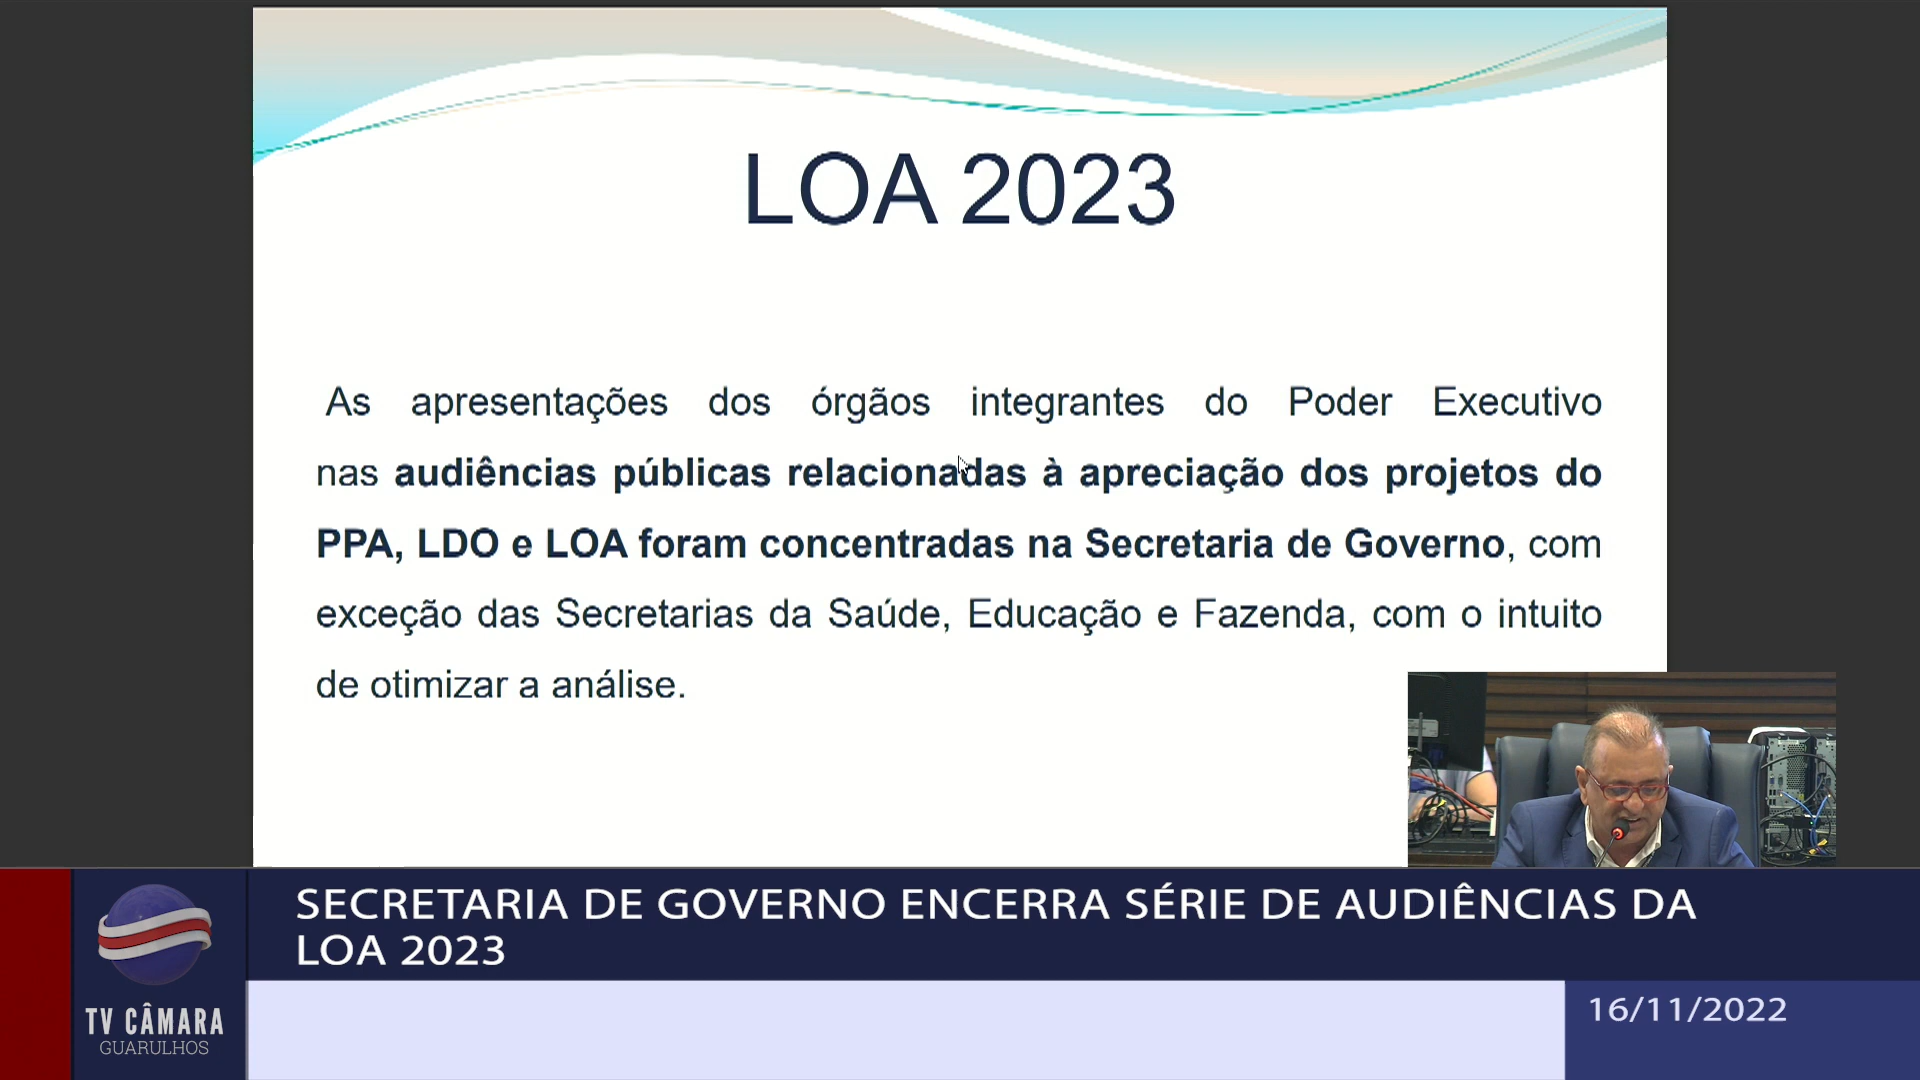 LOA 2023
As apresentações dos órgãos integrantes do Poder Executivo
nas audiências públicas relacionadas à apreciação dos projetos do
PPA, LDO e LOA foram concentradas na Secretaria de Governo, com
exceção das Secretarias da Saúde, Educação e Fazenda, com o intuito
de otimizar a análise.
SECRETARIA DE GOVERNO ENCERRA SÉRIE DE AUDIÊNCIAS DA
LOA 2023
TV CÂMARA
GUARULHOS
16/11/2022